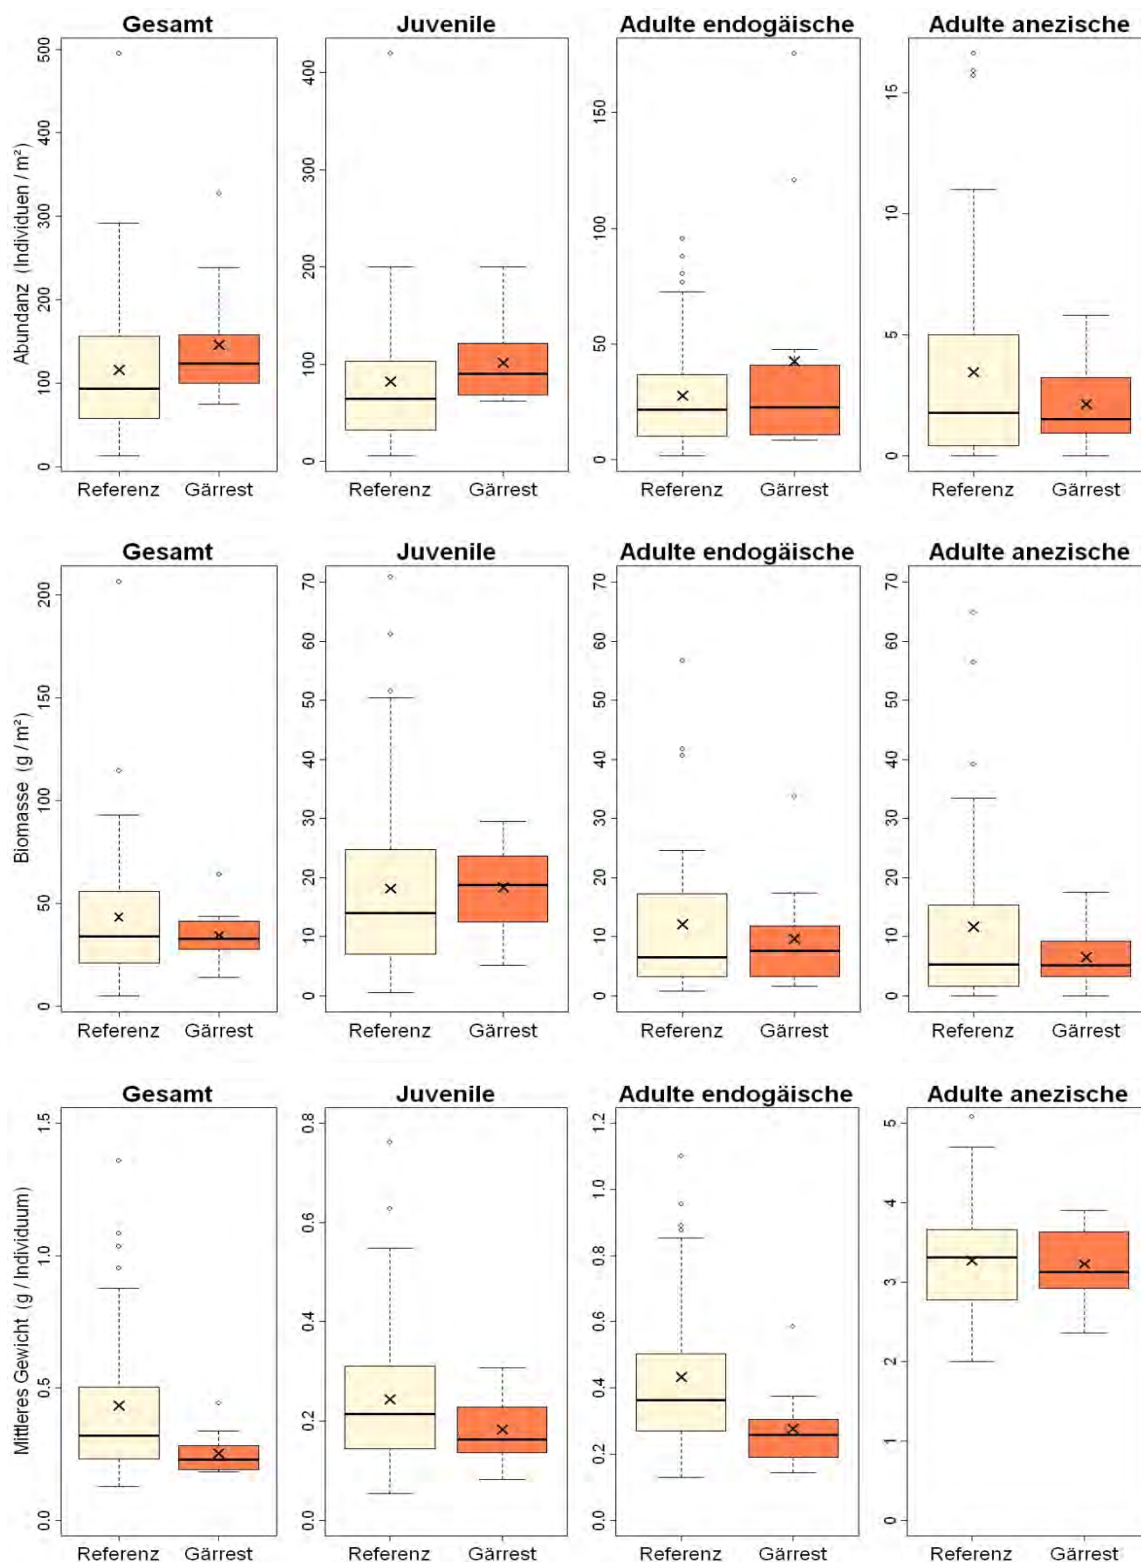 Gesamt Juvenile Adulte endogäische Adulte anezische
Abundanz (Individuen / m²)
0 100 200 300 400 500
0 100 200 300 400
0 50 100 150
0 5 10 15
Referenz Gärrest Referenz Gärrest Referenz Gärrest Referenz Gärrest
Gesamt Juvenile Adulte endogäische Adulte anezische
Biomasse (g / m²)
0 50 100 150 200
0 10 20 30 40 50 60 70
0 10 20 30 40 50 60 70
0 10 20 30 40 50 60 70
Referenz Gärrest Referenz Gärrest Referenz Gärrest Referenz Gärrest
Gesamt Juvenile Adulte endogäische Adulte anezische
Mittleres Gewicht (g / Individuum)
0.0 0.5 1.0 1.5
0.0 0.2 0.4 0.6 0.8
0.0 0.2 0.4 0.6 0.8 1.0 1.2
0 1 2 3 4 5
Referenz Gärrest Referenz Gärrest Referenz Gärrest Referenz Gärrest